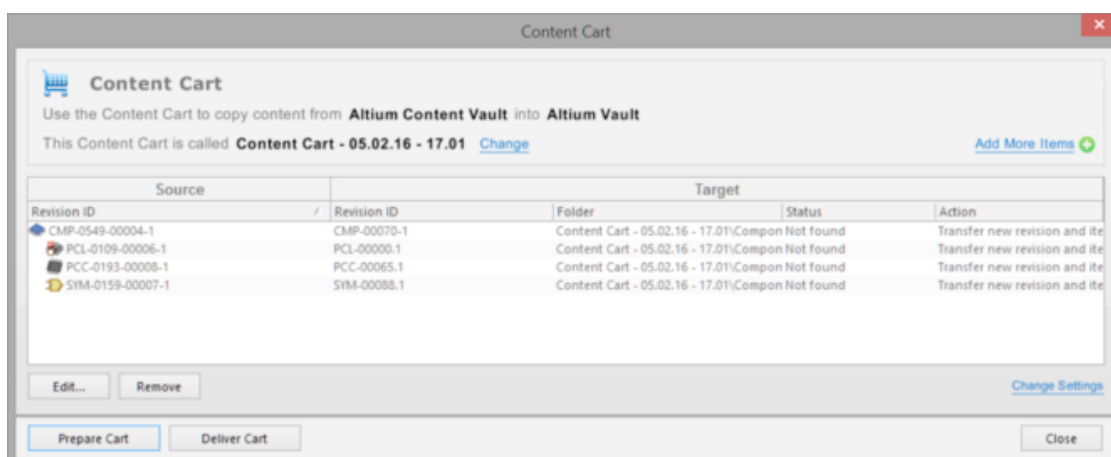 Content Cart
Content Cart
Use the Content Cart to copy content from Altium Content Vault into Altium Vault
This Content Cart is called Content Cart - 05.02.16 - 17.01 Change Add More Items
Source Target
Revision ID / Revision ID Folder Status Action
CMP-0549-00004-1 CMP-00070-1 Content Cart - 05.02.16 - 17.01\Compon Not found Transfer new revision and ite
PCL-0109-00006-1 PCL-00000.1 Content Cart - 05.02.16 - 17.01\Compon Not found Transfer new revision and ite
PCC-0193-00008-1 PCC-00065.1 Content Cart - 05.02.16 - 17.01\Compon Not found Transfer new revision and ite
SYM-0159-00007-1 SYM-00088.1 Content Cart - 05.02.16 - 17.01\Compon Not found Transfer new revision and ite
Edit... Remove Change Settings
Prepare Cart Deliver Cart Close